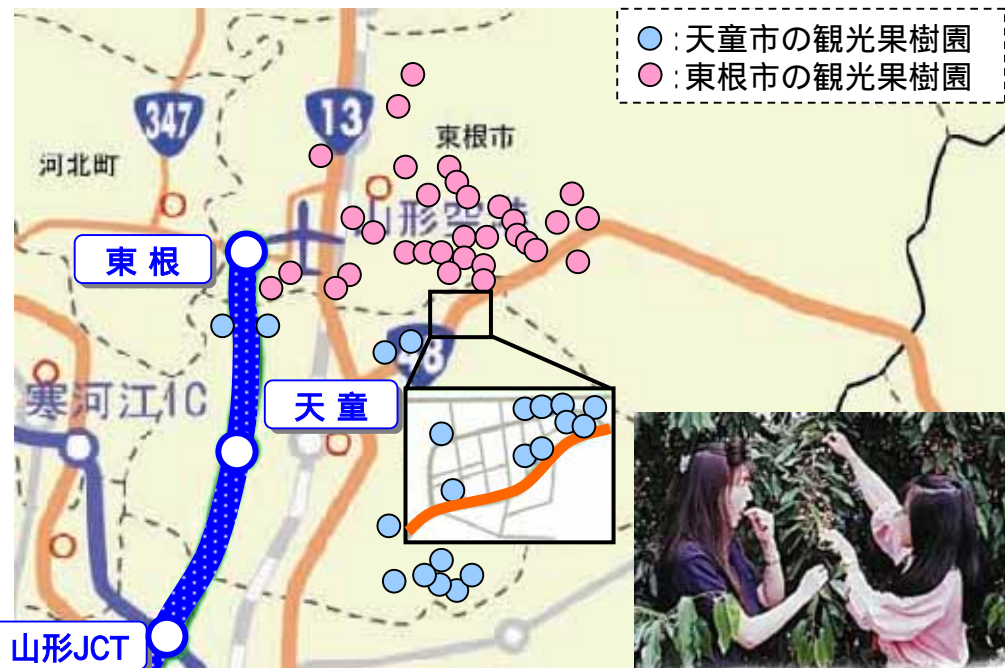 ：天童市の観光果樹園
：東根市の観光果樹園
347
13
東根市
河北町
山形空港
東 根
48
寒河江IC
天 童
山形JCT